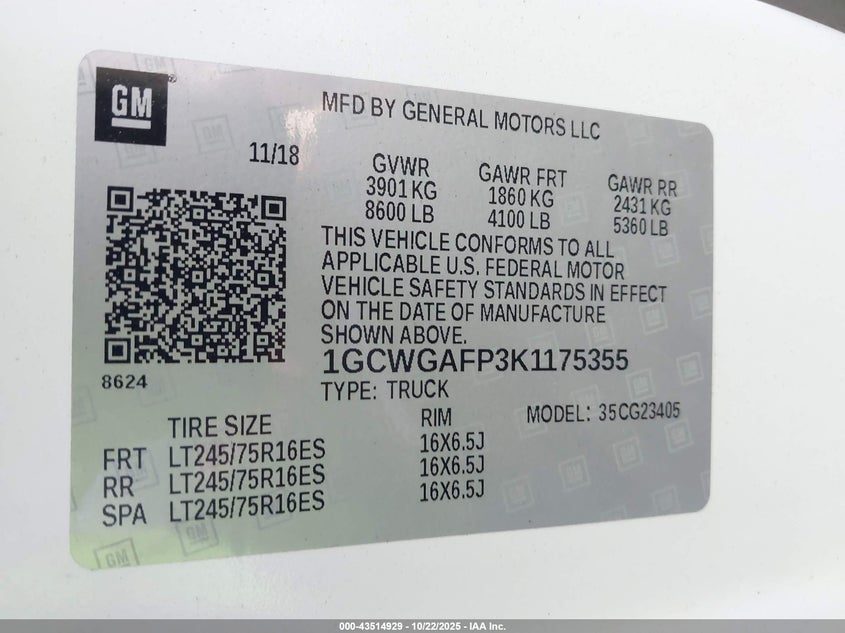 GM
MFD BY GENERAL MOTORS LLC
11/18
GVWR GAWR FRT GAWR RR
3901 KG 1860 KG 2431 KG
8600 LB 4100 LB 5360 LB
THIS VEHICLE CONFORMS TO ALL
APPLICABLE U.S. FEDERAL MOTOR
VEHICLE SAFETY STANDARDS IN EFFECT
ON THE DATE OF MANUFACTURE
SHOWN ABOVE.
1GCWGAFP3K1175355
8624
TYPE: TRUCK
TIRE SIZE RIM MODEL: 35CG23405
FRT LT245/75R16ES 16X6.5J
RR LT245/75R16ES 16X6.5J
SPA LT245/75R16ES 16X6.5J
GM
000-43514929 - 10/22/2025 - IAA Inc.